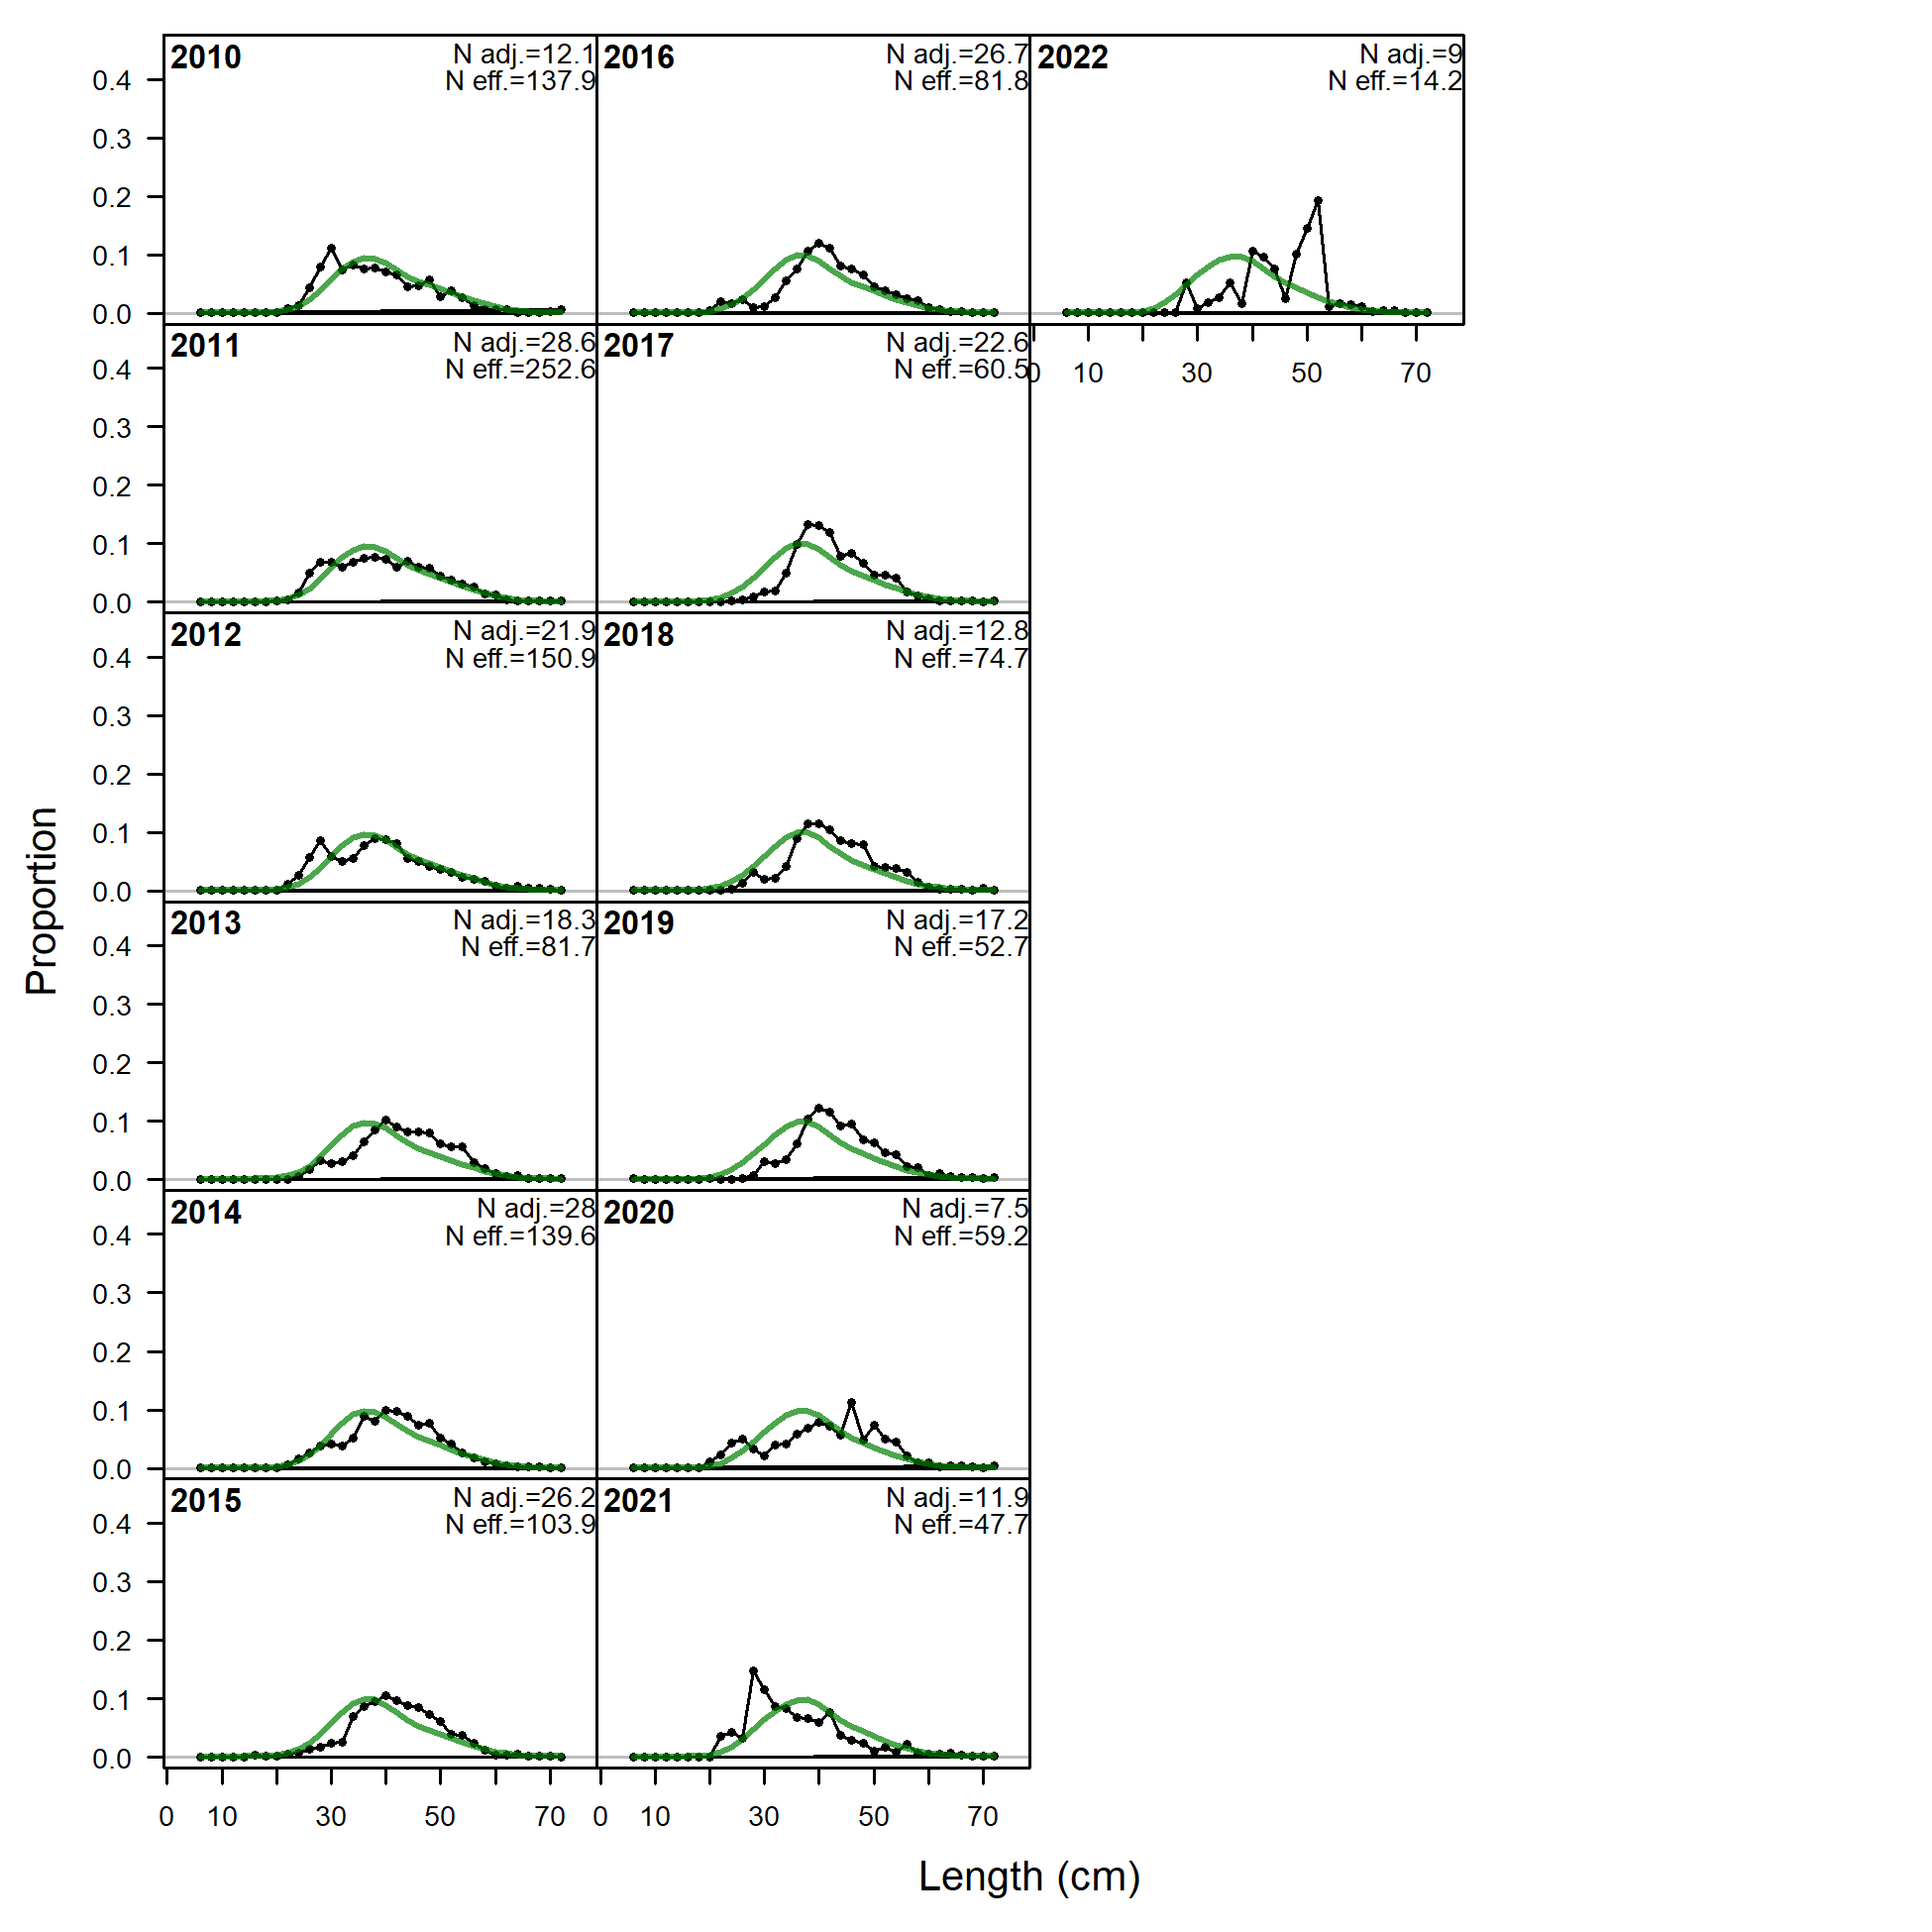 2010
N adj.=12.1
N eff.=137.9
2016
N adj.=26.7
N eff.=81.8
2022
N adj.=9
N eff.=14.2
0.4
0.3
0.2
0.1
0.0
2011
N adj.=28.6
N eff.=252.6
2017
N adj.=22.6
N eff.=60.5
0 10 30 50 70
0.4
0.3
0.2
0.1
0.0
2012
N adj.=21.9
N eff.=150.9
2018
N adj.=12.8
N eff.=74.7
0.4
0.3
0.2
0.1
0.0
2013
N adj.=18.3
N eff.=81.7
2019
N adj.=17.2
N eff.=52.7
0.4
0.3
0.2
0.1
0.0
2014
N adj.=28
N eff.=139.6
2020
N adj.=7.5
N eff.=59.2
0.4
0.3
0.2
0.1
0.0
2015
N adj.=26.2
N eff.=103.9
2021
N adj.=11.9
N eff.=47.7
0.4
0.3
0.2
0.1
0.0
0 10 30 50 70 0 10 30 50 70
Proportion
Length (cm)